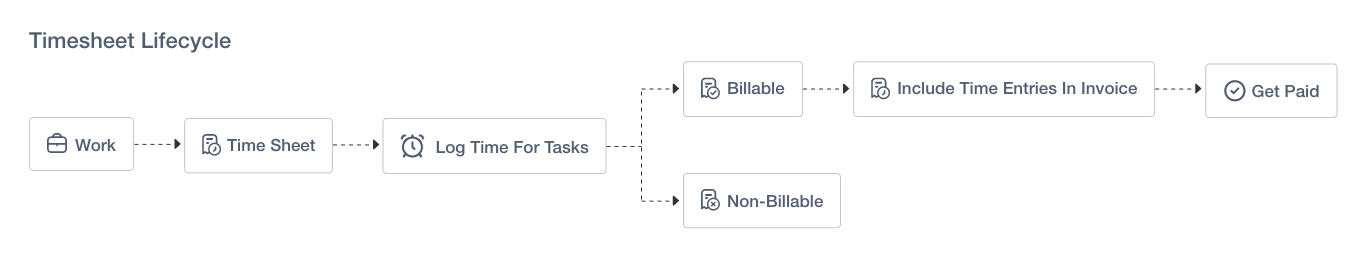 Timesheet Lifecycle
Work
Time Sheet
Log Time For Tasks
Billable
Include Time Entries In Invoice
Get Paid
Non-Billable